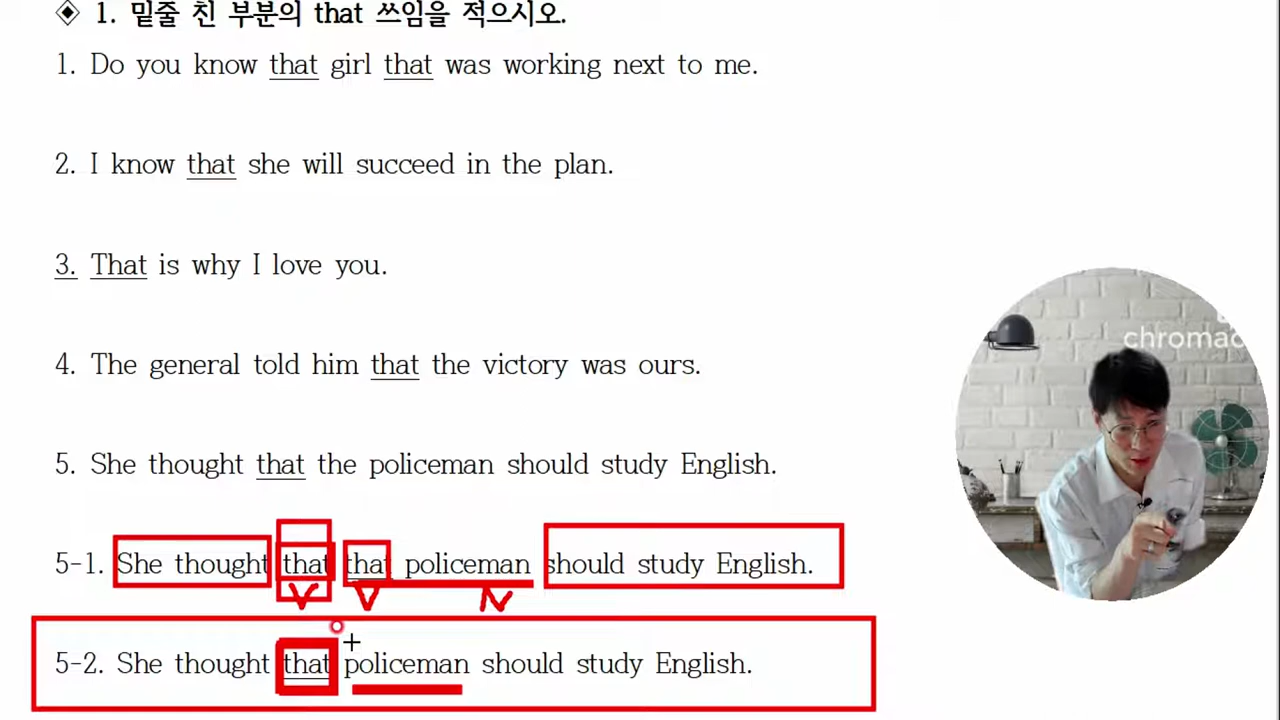 ◈ 1. 밑줄 친 부분의 that 쓰임을 적으시오.
1. Do you know that girl that was working next to me.
2. I know that she will succeed in the plan.
3. That is why I love you.
4. The general told him that the victory was ours.
5. She thought that the policeman should study English.
5-1. She thought that that policeman should study English.
5-2. She thought that policeman should study English.